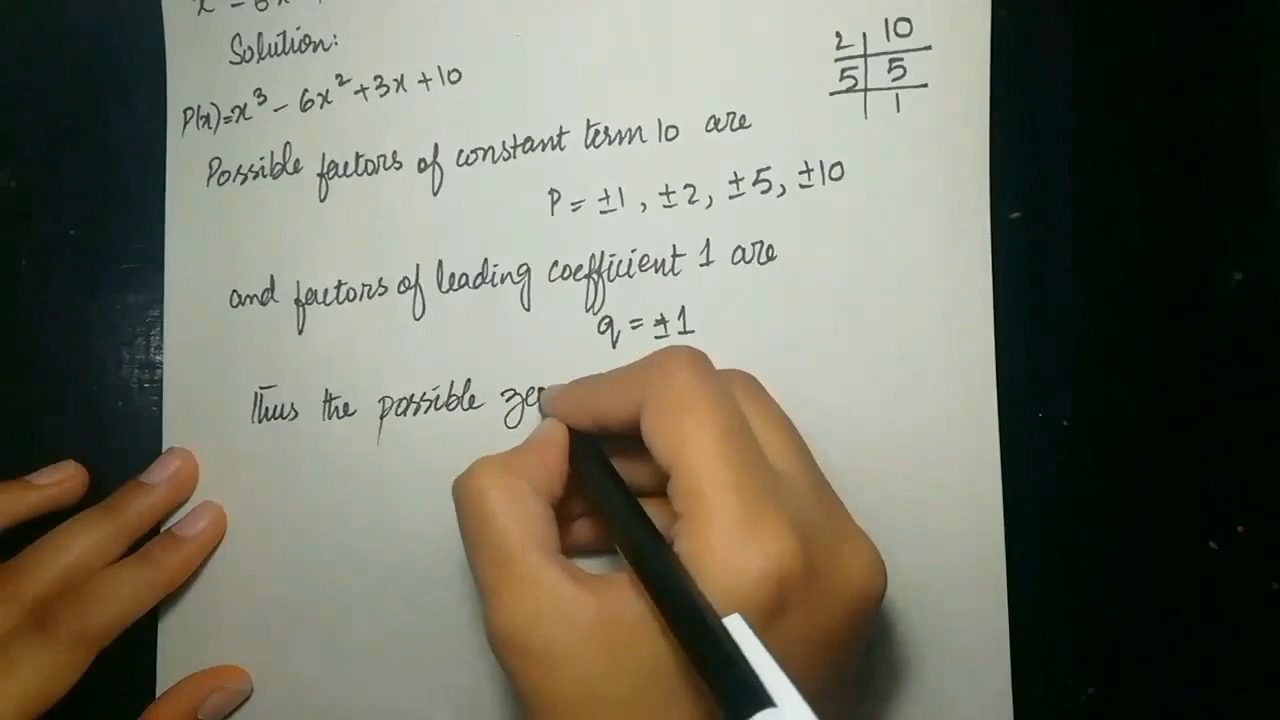 Solution:
P(x)=x³ - 6x² + 3x + 10
Possible factors of constant term 10 are
P = ±1, ±2, ±5, ±10
and factors of leading coefficient 1 are
q = ±1
Thus the possible
2 | 10
5 | 5
| 1